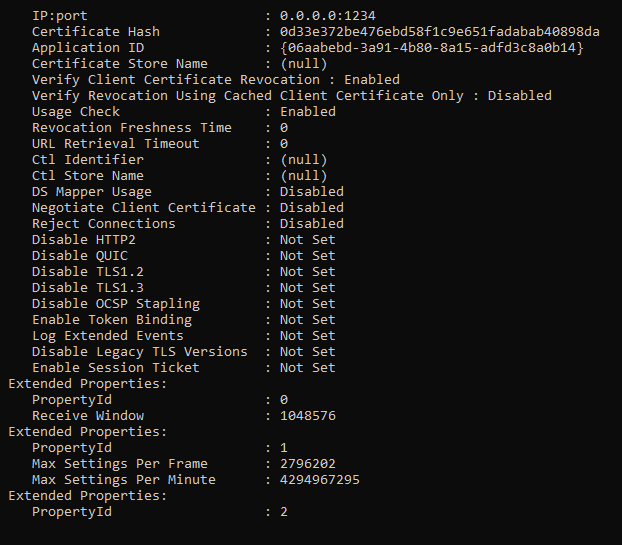 IP:port : 0.0.0.0:1234
Certificate Hash : 0d33e372be476ebd58f1c9e651fadabab40898da
Application ID : {06aabebd-3a91-4b80-8a15-adfd3c8a0b14}
Certificate Store Name : (null)
Verify Client Certificate Revocation : Enabled
Verify Revocation Using Cached Client Certificate Only : Disabled
Usage Check : Enabled
Revocation Freshness Time : 0
URL Retrieval Timeout : 0
Ctl Identifier : (null)
Ctl Store Name : (null)
DS Mapper Usage : Disabled
Negotiate Client Certificate : Disabled
Reject Connections : Disabled
Disable HTTP2 : Not Set
Disable QUIC : Not Set
Disable TLS1.2 : Not Set
Disable TLS1.3 : Not Set
Disable OCSP Stapling : Not Set
Enable Token Binding : Not Set
Log Extended Events : Not Set
Disable Legacy TLS Versions : Not Set
Enable Session Ticket : Not Set
Extended Properties:
PropertyId : 0
Receive Window : 1048576
Extended Properties:
PropertyId : 1
Max Settings Per Frame : 2796202
Max Settings Per Minute : 4294967295
Extended Properties:
PropertyId : 2